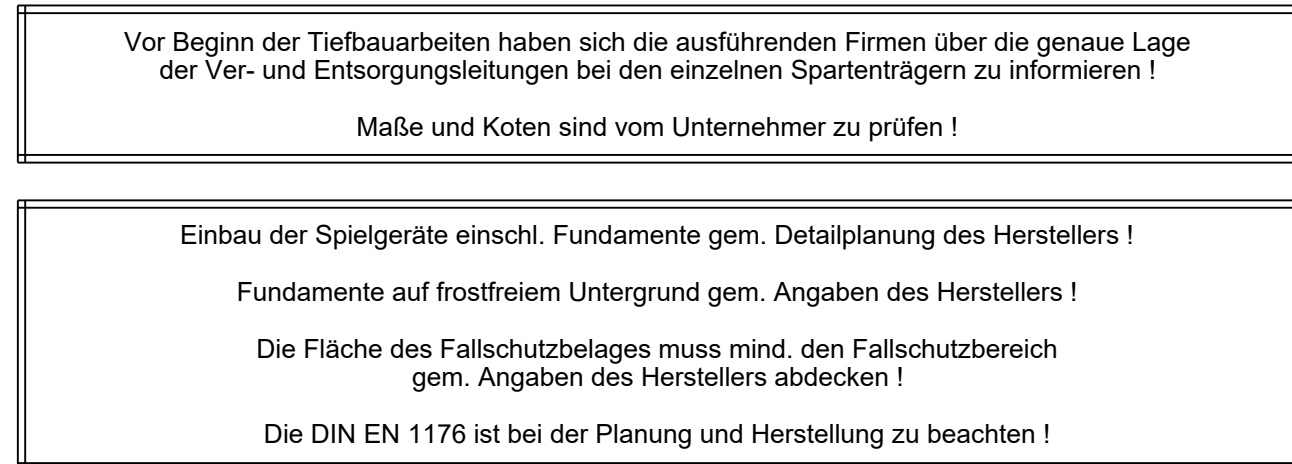 Vor Beginn der Tiefbauarbeiten haben sich die ausführenden Firmen über die genaue Lage
der Ver- und Entsorgungsleitungen bei den einzelnen Spartenträgern zu informieren !
Maße und Koten sind vom Unternehmer zu prüfen !
Einbau der Spielgeräte einschl. Fundamente gem. Detailplanung des Herstellers !
Fundamente auf frostfreiem Untergrund gem. Angaben des Herstellers !
Die Fläche des Fallschutzbelages muss mind. den Fallschutzbereich
gem. Angaben des Herstellers abdecken !
Die DIN EN 1176 ist bei der Planung und Herstellung zu beachten !